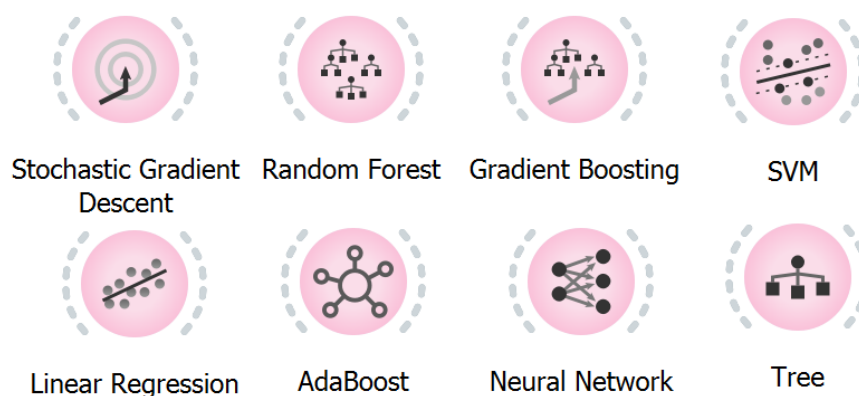 Stochastic Gradient
Descent
Random Forest
Gradient Boosting
SVM
Linear Regression
AdaBoost
Neural Network
Tree